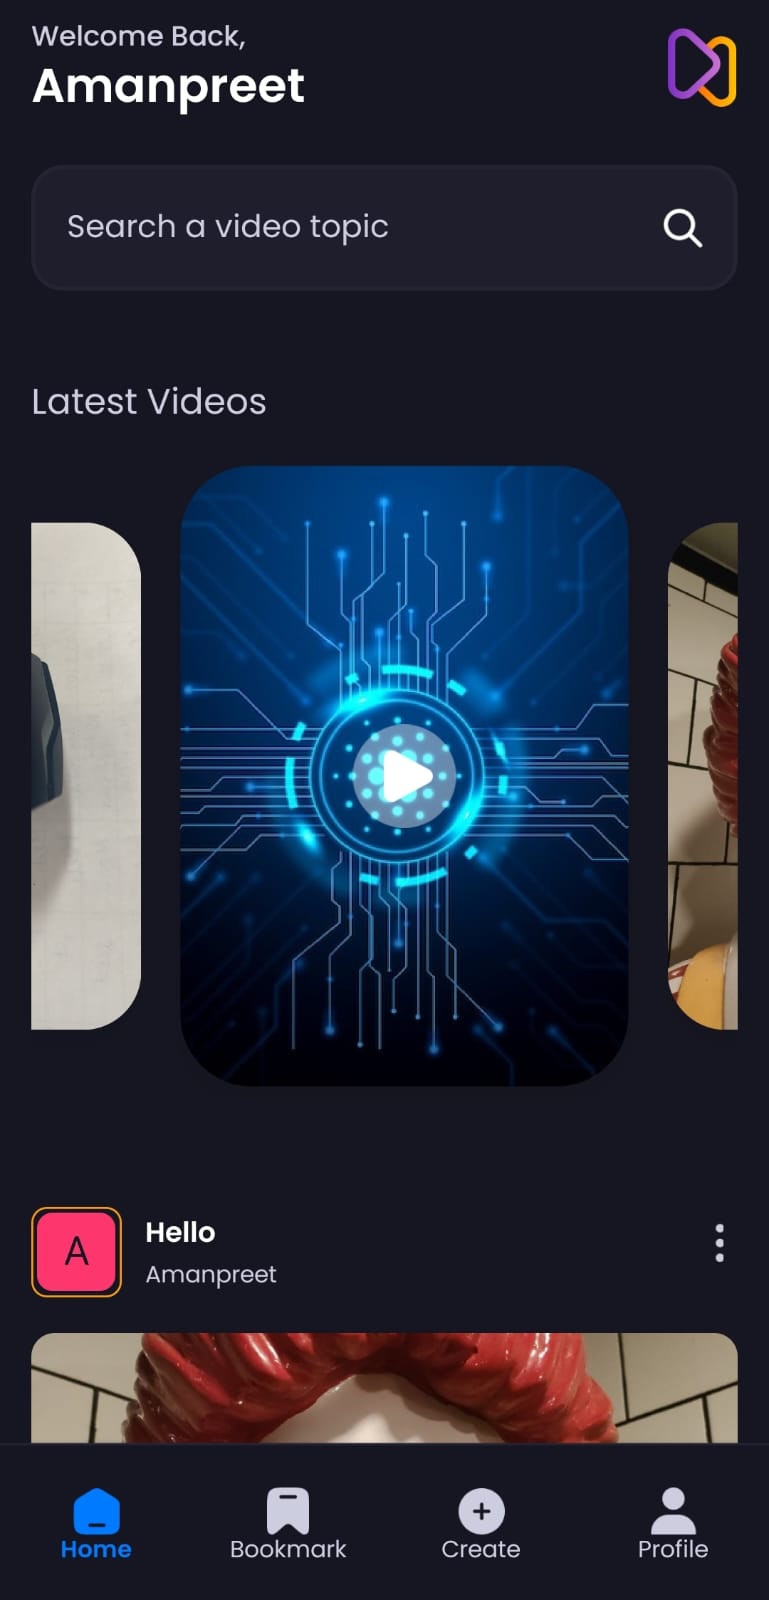 Welcome Back,
Amanpreet
Search a video topic
Latest Videos
A
Hello
Amanpreet
Home
Bookmark
Create
Profile